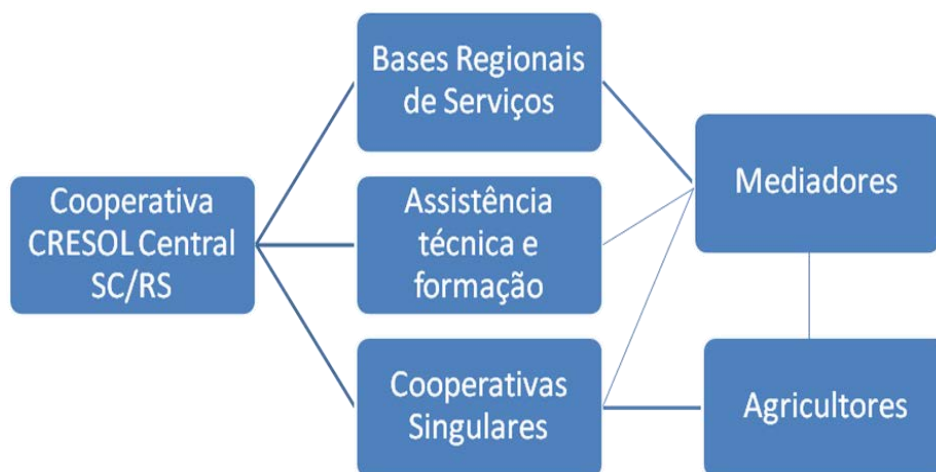 Cooperativa
CRESOL Central
SC/RS
Bases Regionais
de Serviços
Assistência
técnica e
formação
Cooperativas
Singulares
Mediadores
Agricultores